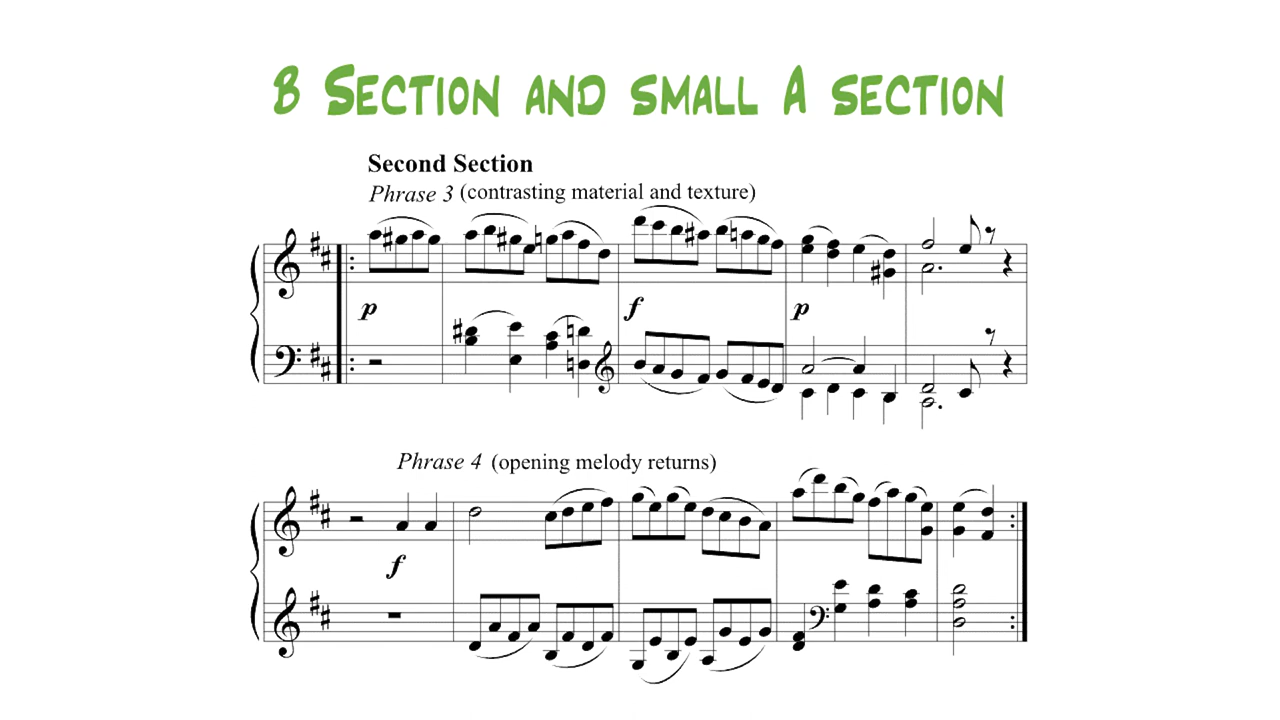 B Section and small A section
Second Section
Phrase 3 (contrasting material and texture)
p
f
p
Phrase 4 (opening melody returns)
f